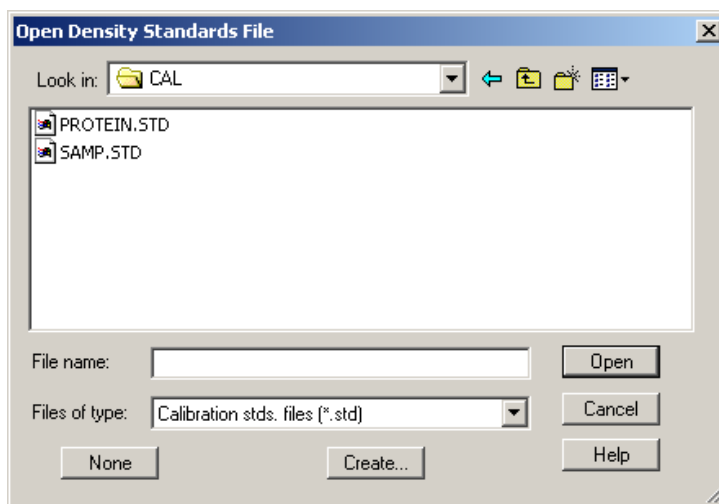 Open Density Standards File
Look in: CAL
PROTEIN.STD
SAMP.STD
File name: Open
Files of type: Calibration stds. files (*.std) Cancel
None Create... Help